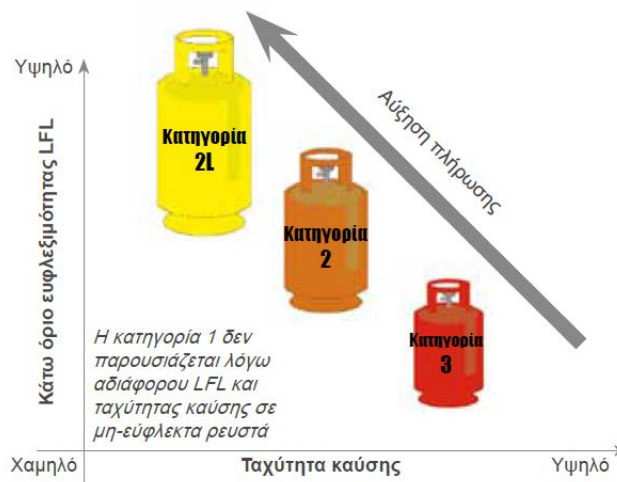 Υψηλό
Κάτω όριο ευφλεξιμότητας LFL
Κατηγορία
2L
Αύξηση πλήρωσης
Κατηγορία
2
Κατηγορία
3
Η κατηγορία 1 δεν
παρουσιάζεται λόγω
αδιάφορου LFL και
ταχύτητας καύσης σε
μη-εύφλεκτα ρευστά
Χαμηλό
Ταχύτητα καύσης
Υψηλό